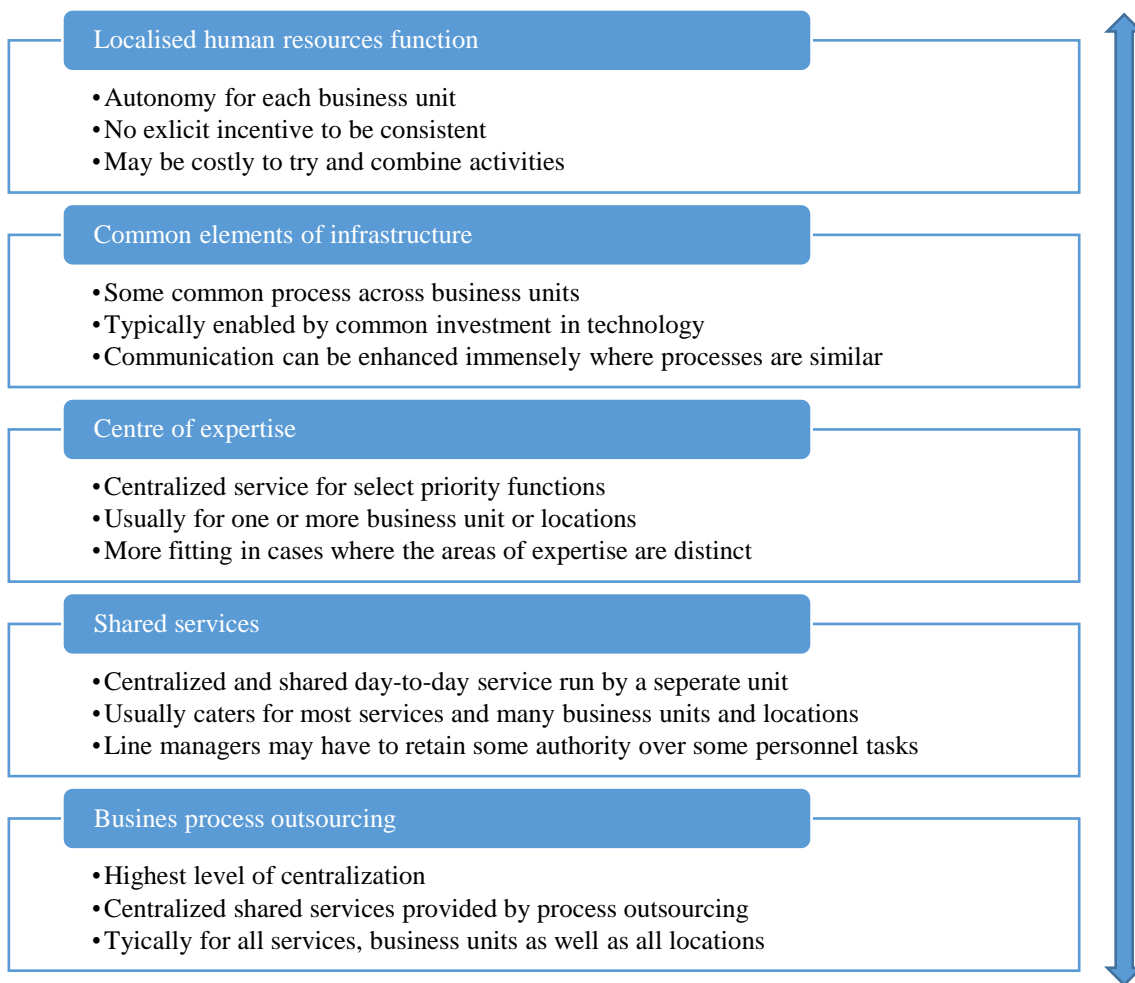 Localised human resources function
•Autonomy for each business unit
•No exlicit incentive to be consistent
•May be costly to try and combine activities
Common elements of infrastructure
•Some common process across business units
•Typically enabled by common investment in technology
•Communication can be enhanced immensely where processes are similar
Centre of expertise
•Centralized service for select priority functions
•Usually for one or more business unit or locations
•More fitting in cases where the areas of expertise are distinct
Shared services
•Centralized and shared day-to-day service run by a seperate unit
•Usually caters for most services and many business units and locations
•Line managers may have to retain some authority over some personnel tasks
Busines process outsourcing
•Highest level of centralization
•Centralized shared services provided by process outsourcing
•Tyically for all services, business units as well as all locations